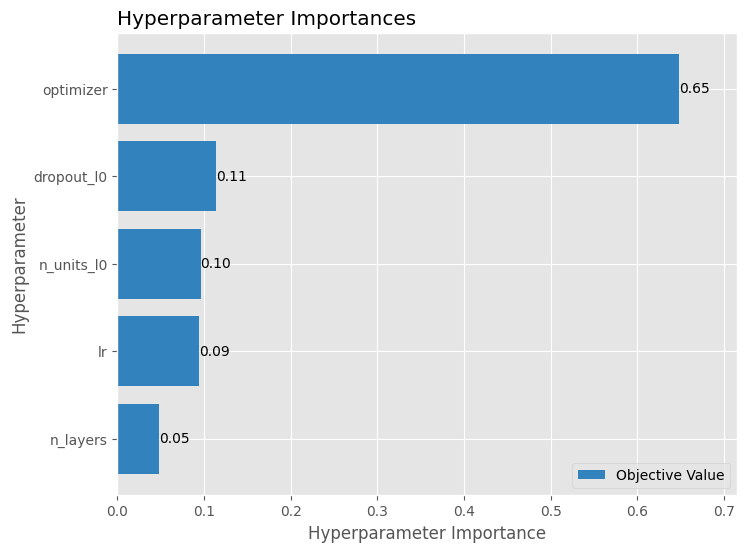 Hyperparameter Importances
Hyperparameter
optimizer
0.65
dropout_l0
0.11
n_units_l0
0.10
lr
0.09
n_layers
0.05
Objective Value
0.0 0.1 0.2 0.3 0.4 0.5 0.6 0.7
Hyperparameter Importance